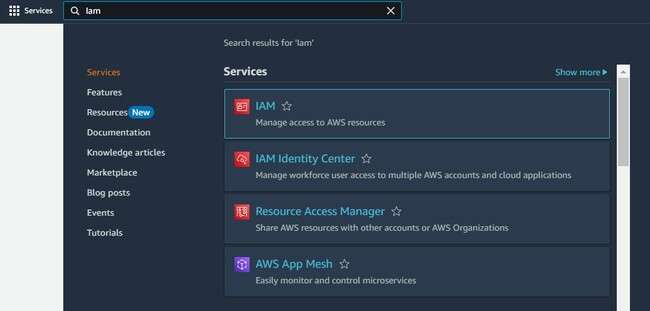 Services
Iam
Search results for 'Iam'
Services
Features
Resources New
Documentation
Knowledge articles
Marketplace
Blog posts
Events
Tutorials
Services
Show more
IAM
Manage access to AWS resources
IAM Identity Center
Manage workforce user access to multiple AWS accounts and cloud applications
Resource Access Manager
Share AWS resources with other accounts or AWS Organizations
AWS App Mesh
Easily monitor and control microservices